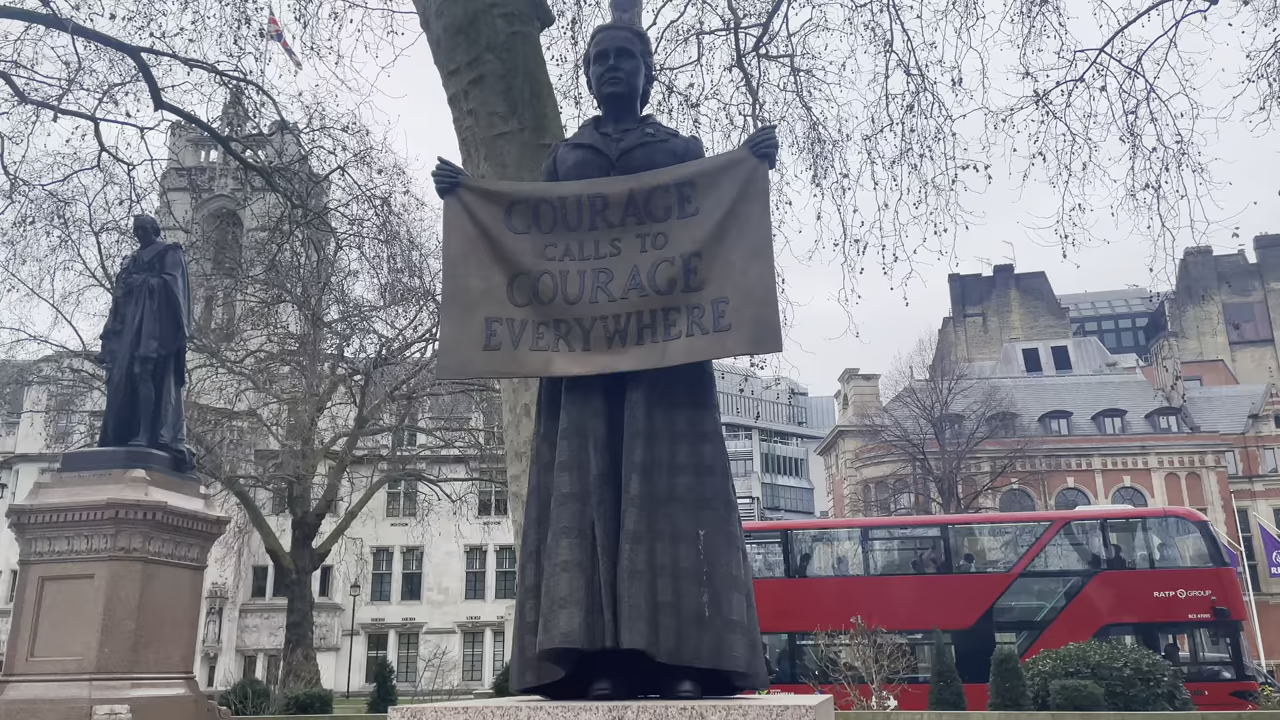 COURAGE
CALLS TO
COURAGE
EVERYWHERE
RATP GROUP